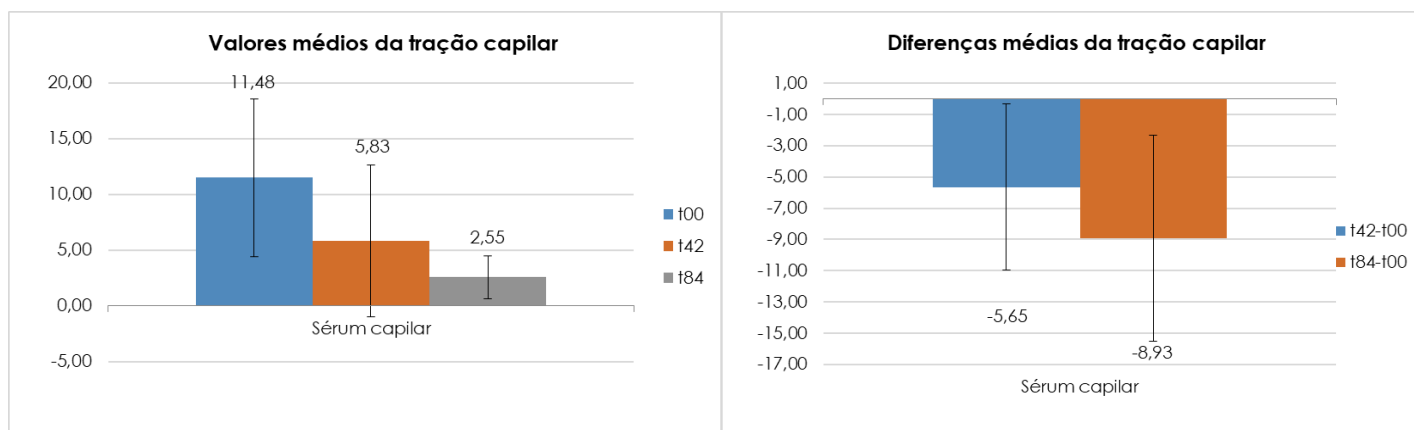 Valores médios da tração capilar
20,00
15,00
10,00
5,00
0,00
-5,00
11,48
5,83
2,55
Sérum capilar
t00
t42
t84
Diferenças médias da tração capilar
1,00
-1,00
-3,00
-5,00
-7,00
-9,00
-11,00
-13,00
-15,00
-17,00
-5,65
-8,93
Sérum capilar
t42-t00
t84-t00